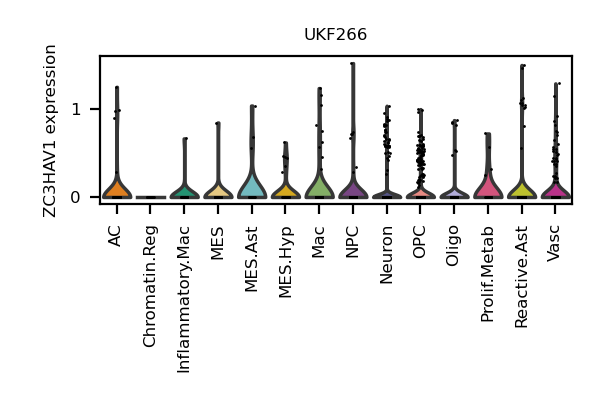 UKF266
ZC3HAV1 expression
1
0
AC
Chromatin.Reg
Inflammatory.Mac
MES
MES.Ast
MES.Hyp
Mac
NPC
Neuron
OPC
Oligo
Prolif.Metab
Reactive.Ast
Vasc